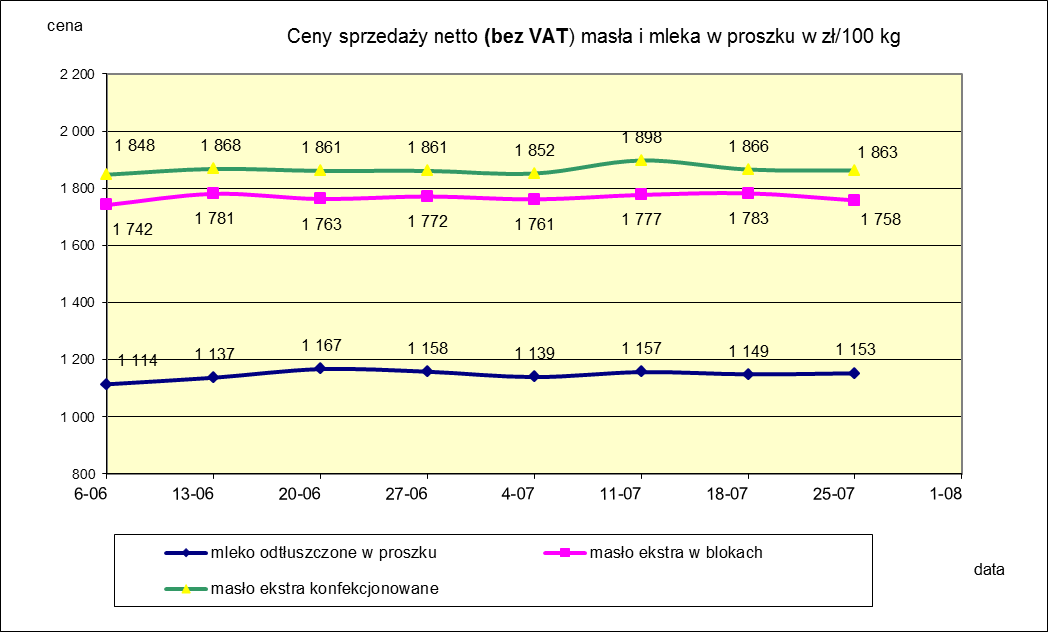 cena
Ceny sprzedaży netto (bez VAT) masła i mleka w proszku w zł/100 kg
2 200
2 000
1 800
1 600
1 400
1 200
1 000
800
1 848 1 868 1 861 1 861 1 852 1 898 1 866 1 863
1 742 1 781 1 763 1 772 1 761 1 777 1 783 1 758
1 114 1 137 1 167 1 158 1 139 1 157 1 149 1 153
6-06 13-06 20-06 27-06 4-07 11-07 18-07 25-07 1-08
mleko odtłuszczone w proszku masło ekstra w blokach
masło ekstra konfekcjonowane
data